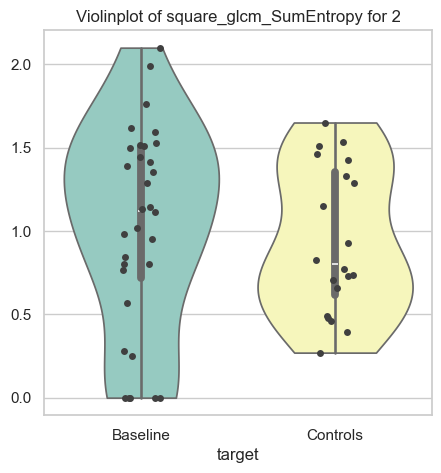 Violinplot of square_glcm_SumEntropy for 2
2.0
1.5
1.0
0.5
0.0
Baseline
Controls
target